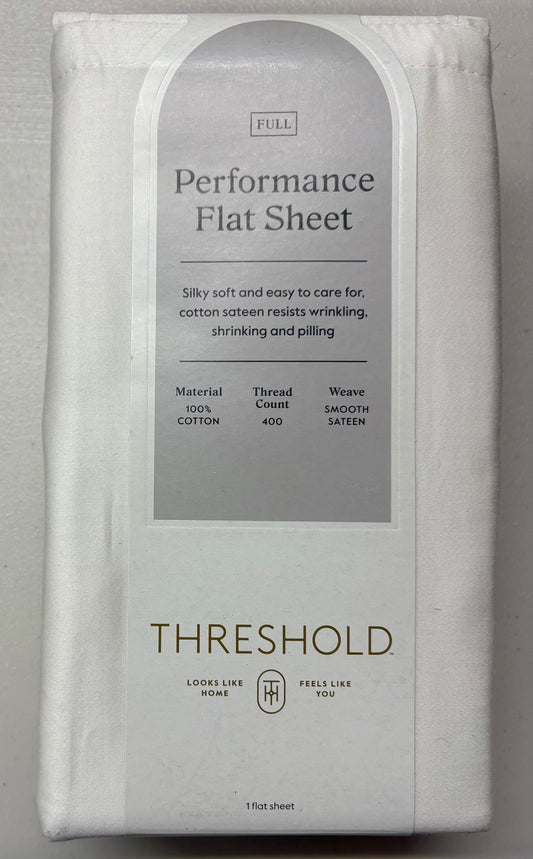 FULL
Performance
Flat Sheet
Silky soft and easy to care for,
cotton sateen resists wrinkling,
shrinking and pilling
Material
100%
COTTON
Thread
Count
400
Weave
SMOOTH
SATEEN
THRESHOLD™
LOOKS LIKE
HOME
FEELS LIKE
YOU
1 flat sheet